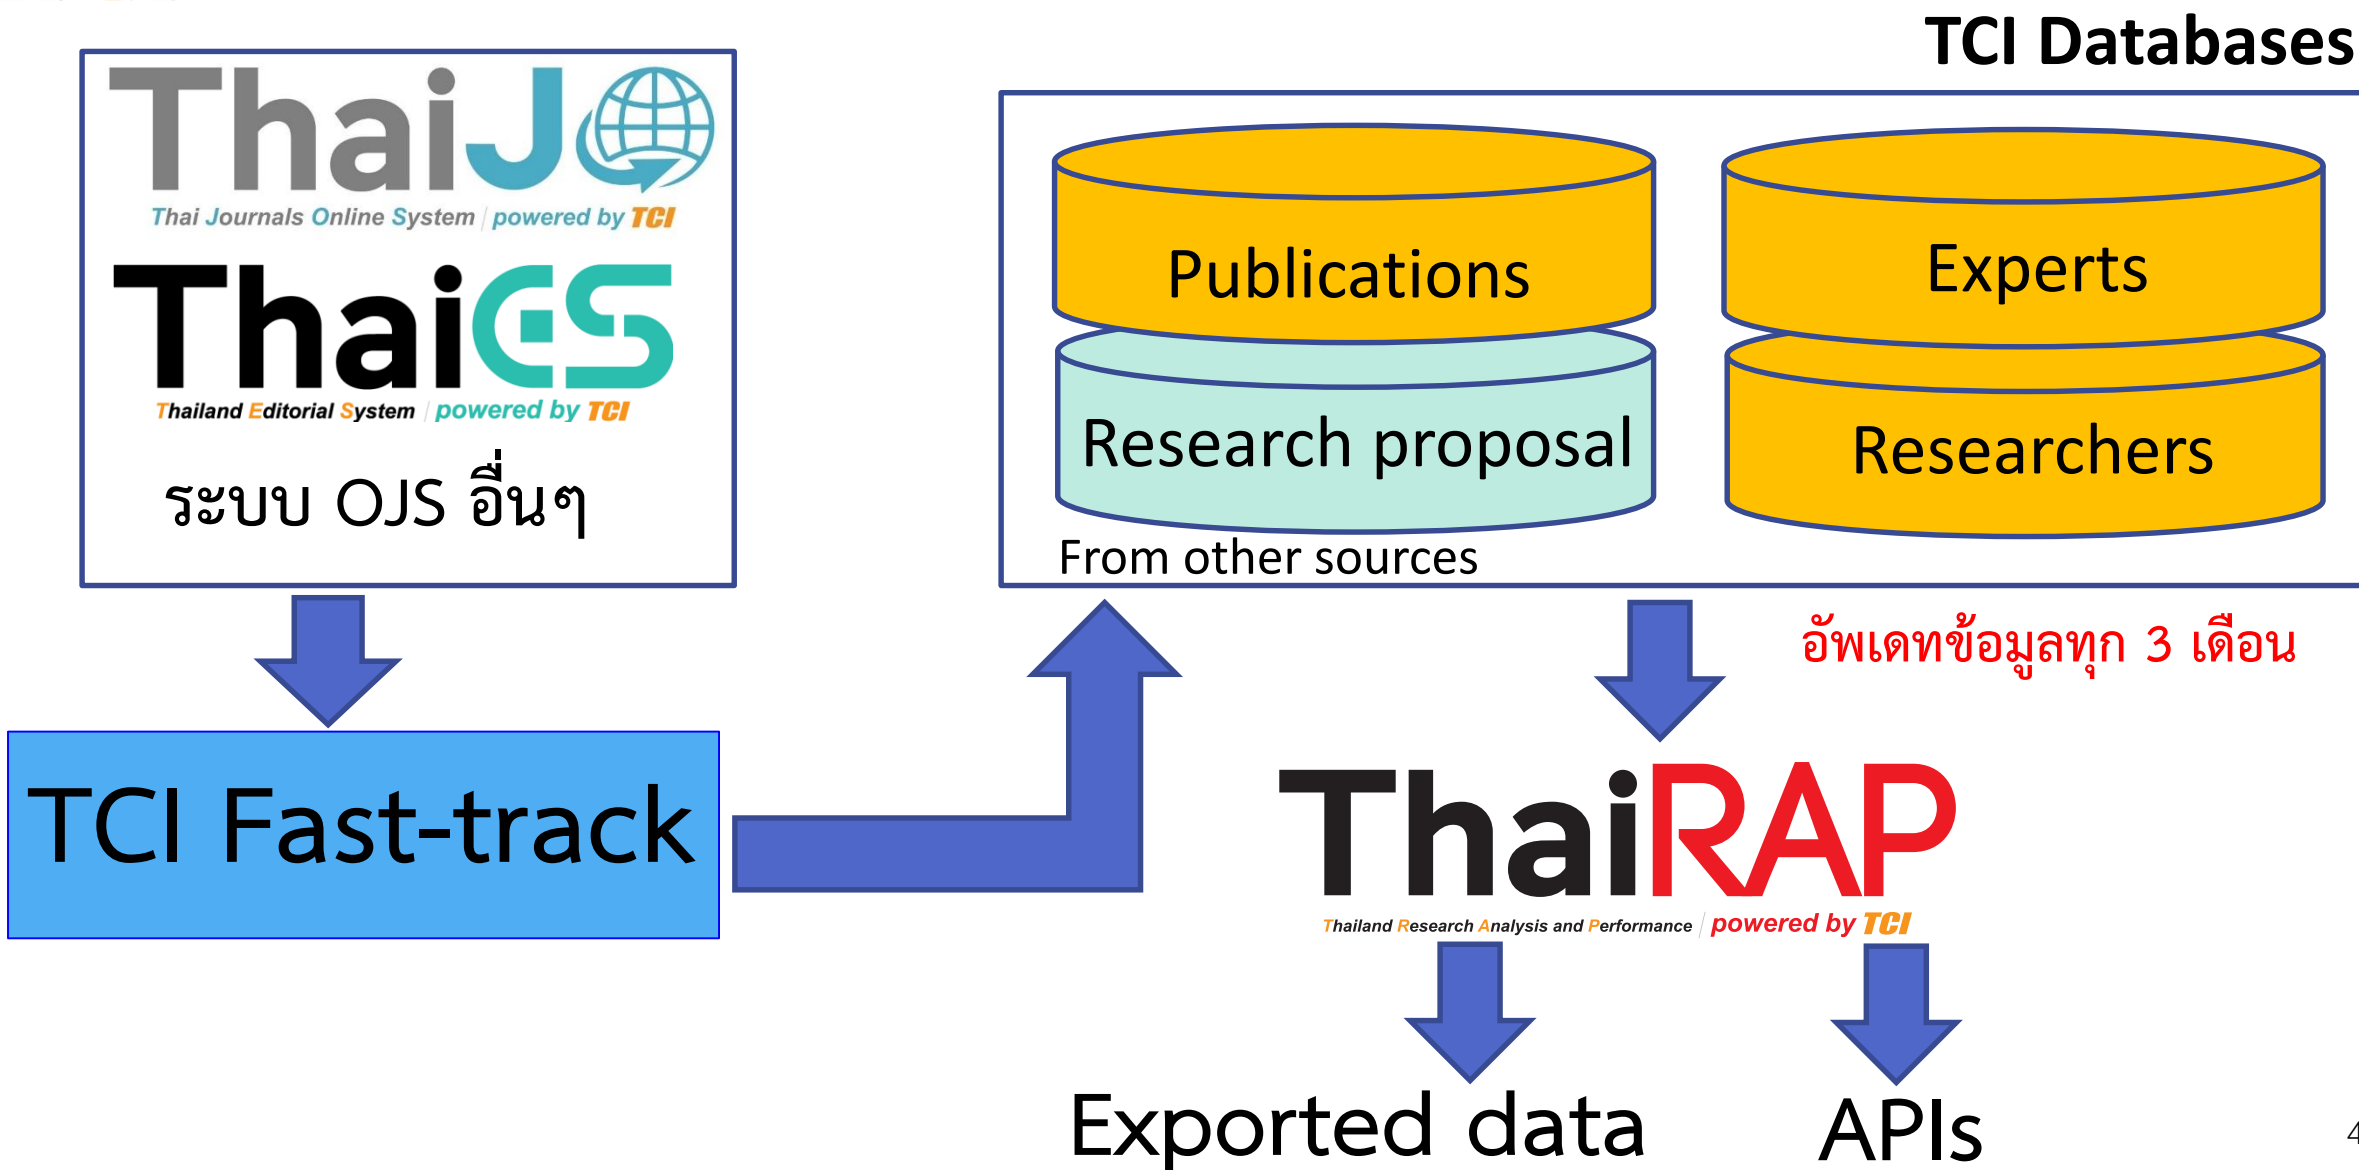 TCI Databases
ThaiJO
Thai Journals Online System | powered by TCI
ThaiES
Thailand Editorial System | powered by TCI
ระบบ OJS อื่นๆ
Publications
Experts
Research proposal
Researchers
From other sources
อัพเดทข้อมูลทุก 3 เดือน
TCI Fast-track
ThaiRAP
Thailand Research Analysis and Performance | powered by TCI
Exported data
APIs
4